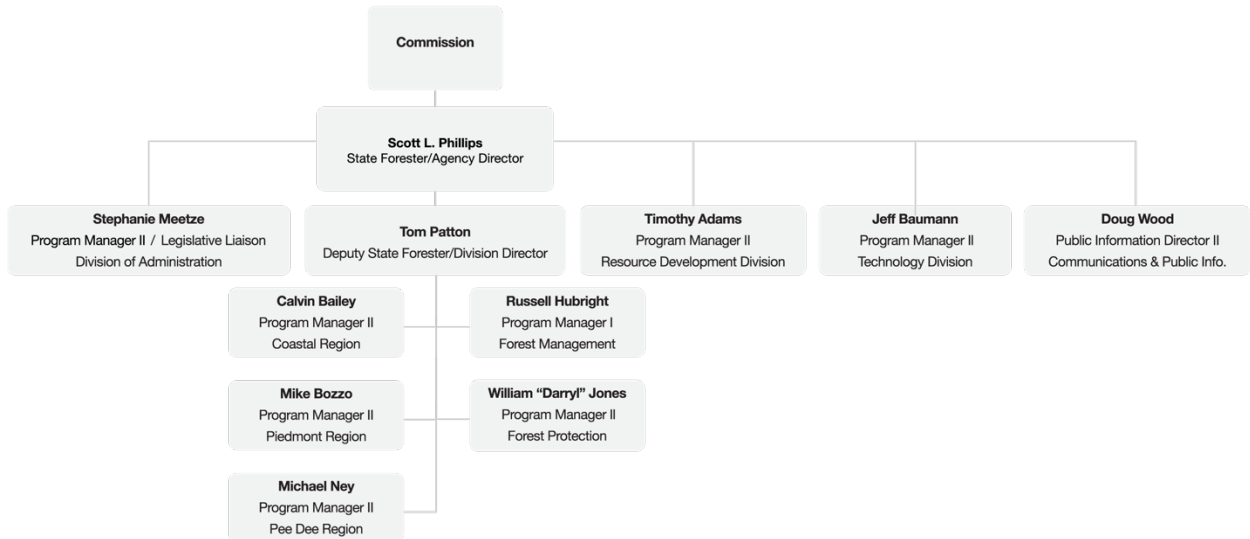 Commission
Scott L. Phillips
State Forester/Agency Director
Stephanie Meetze
Program Manager II / Legislative Liaison
Division of Administration
Tom Patton
Deputy State Forester/Division Director
Timothy Adams
Program Manager II
Resource Development Division
Jeff Baumann
Program Manager II
Technology Division
Doug Wood
Public Information Director II
Communications & Public Info.
Calvin Bailey
Program Manager II
Coastal Region
Russell Hubright
Program Manager I
Forest Management
Mike Bozzo
Program Manager II
Piedmont Region
William “Darryl” Jones
Program Manager II
Forest Protection
Michael Ney
Program Manager II
Pee Dee Region